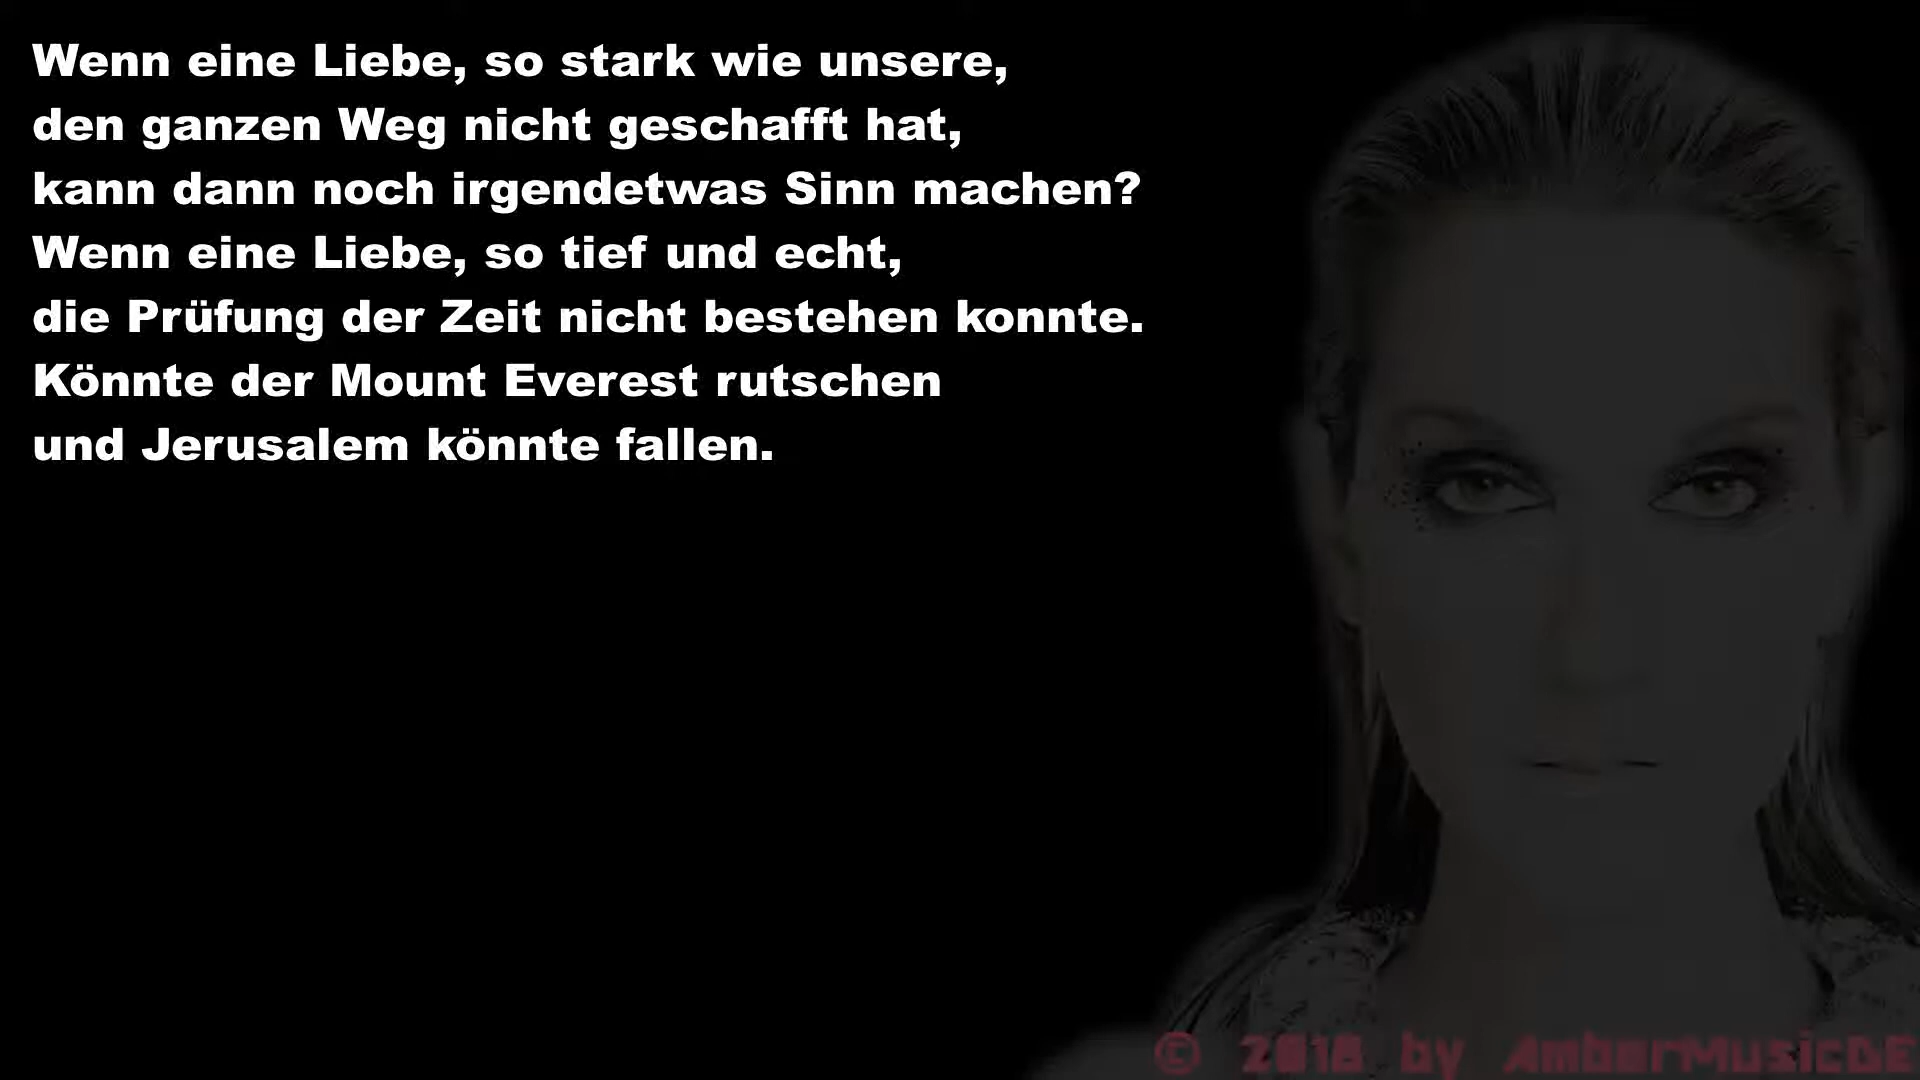 Wenn eine Liebe, so stark wie unsere,
den ganzen Weg nicht geschafft hat,
kann dann noch irgendetwas Sinn machen?
Wenn eine Liebe, so tief und echt,
die Prüfung der Zeit nicht bestehen konnte.
Könnte der Mount Everest rutschen
und Jerusalem könnte fallen.
© 2018 by AmberMusicDE